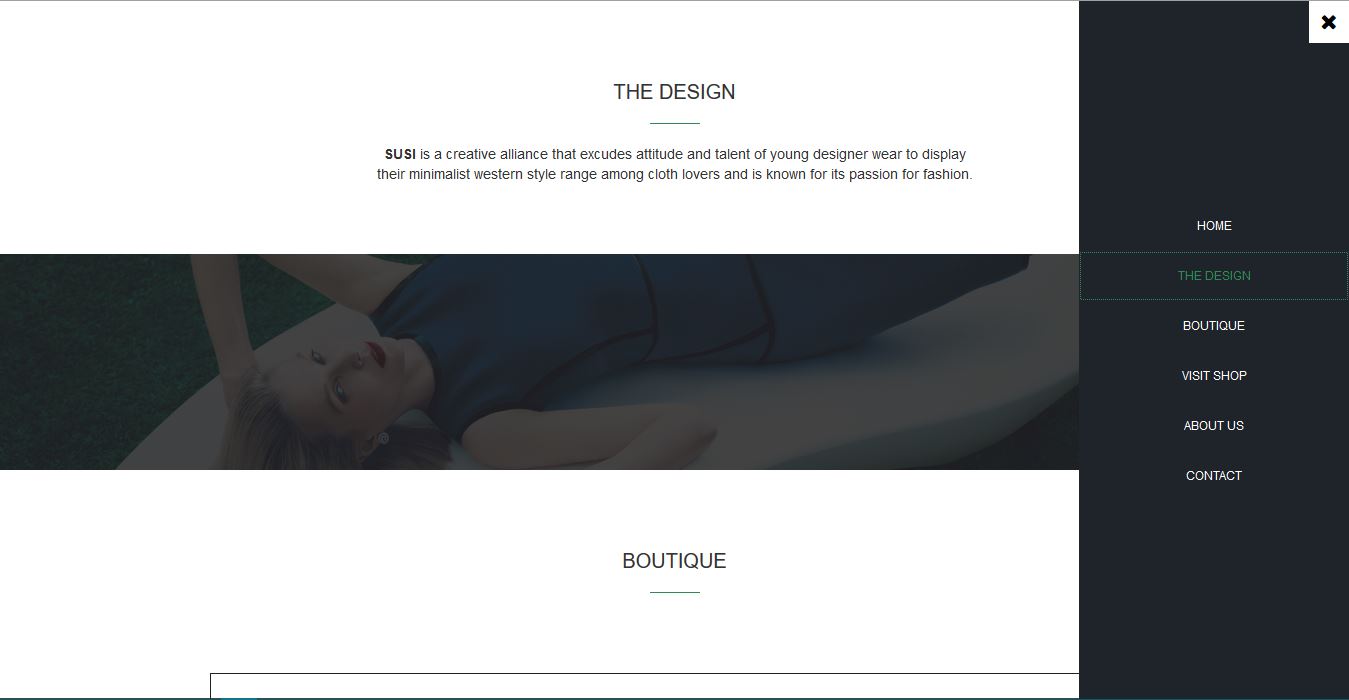 THE DESIGN
SUSI is a creative alliance that excudes attitude and talent of young designer wear to display
their minimalist western style range among cloth lovers and is known for its passion for fashion.
BOUTIQUE
HOME
THE DESIGN
BOUTIQUE
VISIT SHOP
ABOUT US
CONTACT